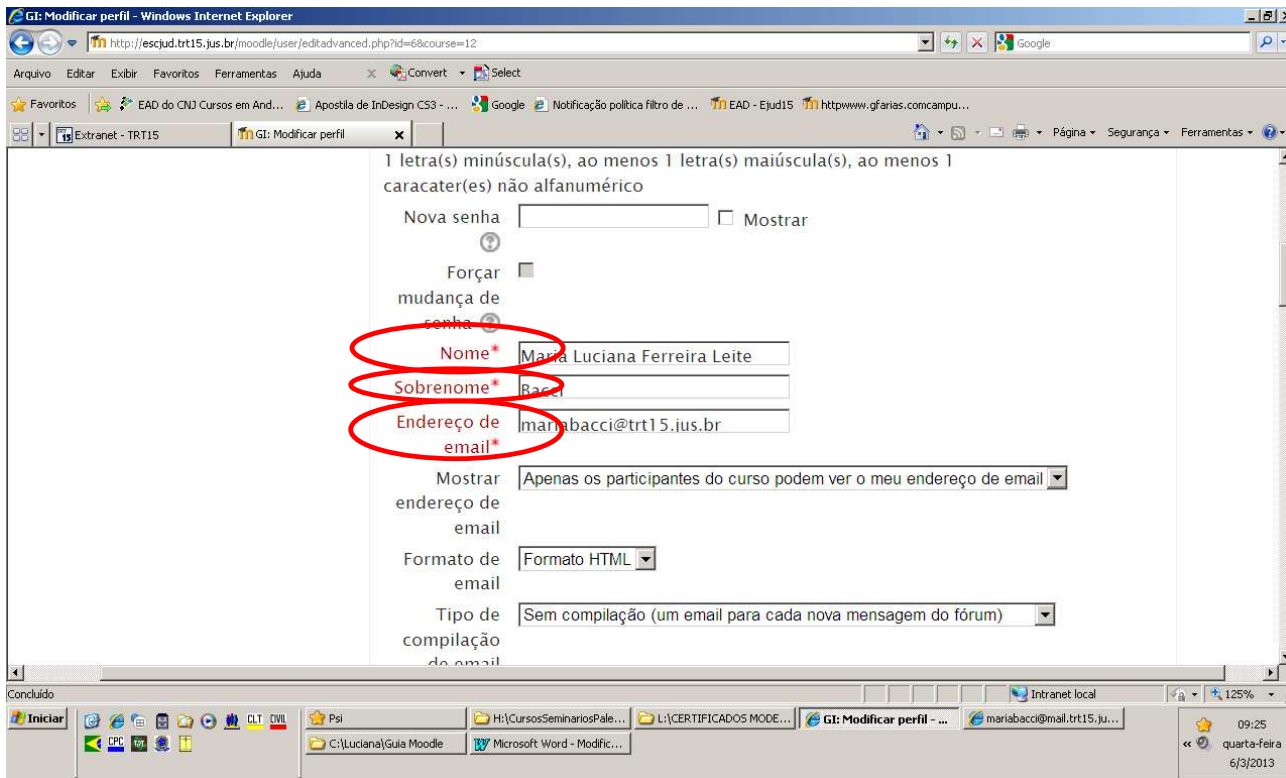 GI: Modificar perfil - Windows Internet Explorer
http://escjud.trt15.jus.br/moodle/user/editadvanced.php?id=6&course=12
Google
Arquivo Editar Exibir Favoritos Ferramentas Ajuda x Convert Select
Favoritos EAD do CNJ Cursos em And... Apostila de InDesign CS3 - ... Google Notificação política filtro de ... EAD - Ejud15 httpwww.gfarias.comcampu...
Extranet - TRT15 GI: Modificar perfil x Página Segurança Ferramentas
1 letra(s) minúscula(s), ao menos 1 letra(s) maiúscula(s), ao menos 1
caracater(es) não alfanumérico
Nova senha Mostrar
Forçar
mudança de
senha
Nome* Maria Luciana Ferreira Leite
Sobrenome* Bacci
Endereço de mariabacci@trt15.jus.br
email*
Mostrar Apenas os participantes do curso podem ver o meu endereço de email
endereço de
email
Formato de Formato HTML
email
Tipo de Sem compilação (um email para cada nova mensagem do fórum)
compilação
de email
Concluído Intranet local 125%
Iniciar CLT CIVIL Psi H:\CursosSeminariosPale... L:\CERTIFICADOS MODE... GI: Modificar perfil - ... mariabacci@mail.trt15.ju... 09:25
CPC C:\Luciana\Guia Moodle Microsoft Word - Modific... quarta-feira
6/3/2013